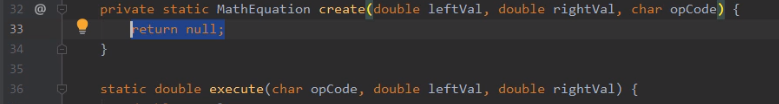 32 @ private static MathEquation create(double leftVal, double rightVal, char opCode) {
33 return null;
34 }
35
36 static double execute(char opCode, double leftVal, double rightVal) {